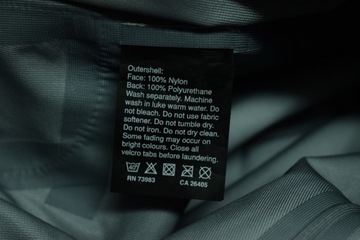 Outershell:
Face: 100% Nylon
Back: 100% Polyurethane
Wash separately. Machine
wash in luke warm water. Do
not bleach. Do not use fabric
softener. Do not tumble dry.
Do not iron. Do not dry clean.
Some fading may occur on
bright colours. Close all
velcro tabs before laundering.
RN 73983 CA 26405